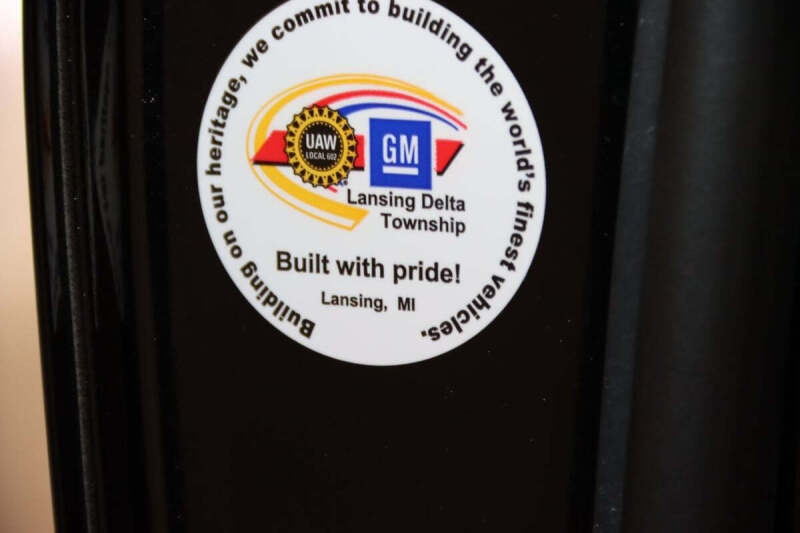 Building on our heritage, we commit to building the world's finest vehicles.
UAW
LOCAL 602
GM
Lansing Delta
Township
Built with pride!
Lansing, MI